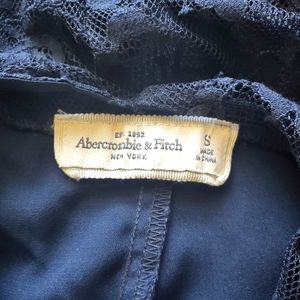 EST. 1892
Abercrombie & Fitch
NEW YORK
S
MADE
IN CHINA